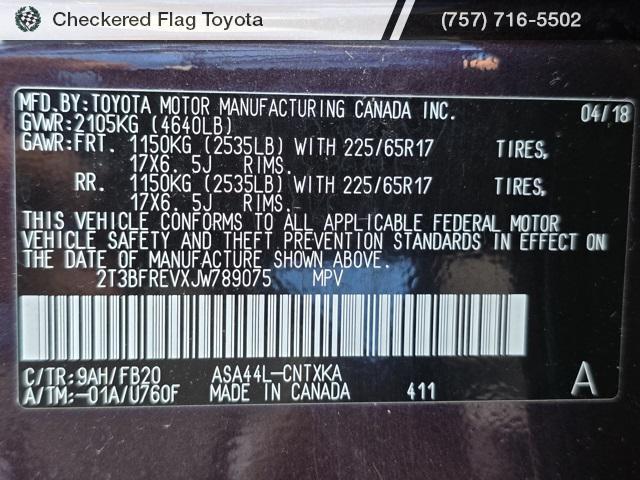 Checkered Flag Toyota
(757) 716-5502
MFD.BY:TOYOTA MOTOR MANUFACTURING CANADA INC. 04/18
GVWR:2105KG (4640LB)
GAWR:FRT. 1150KG (2535LB) WITH 225/65R17 TIRES,
17X6. 5J RIMS.
RR. 1150KG (2535LB) WITH 225/65R17 TIRES,
17X6. 5J RIMS.
THIS VEHICLE CONFORMS TO ALL APPLICABLE FEDERAL MOTOR
VEHICLE SAFETY AND THEFT PREVENTION STANDARDS IN EFFECT ON
THE DATE OF MANUFACTURE SHOWN ABOVE.
2T3BFREVXJW789075 MPV
C/TR:9AH/FB20 ASA44L-CNTXKA
A/TM:-01A/U760F MADE IN CANADA 411 A